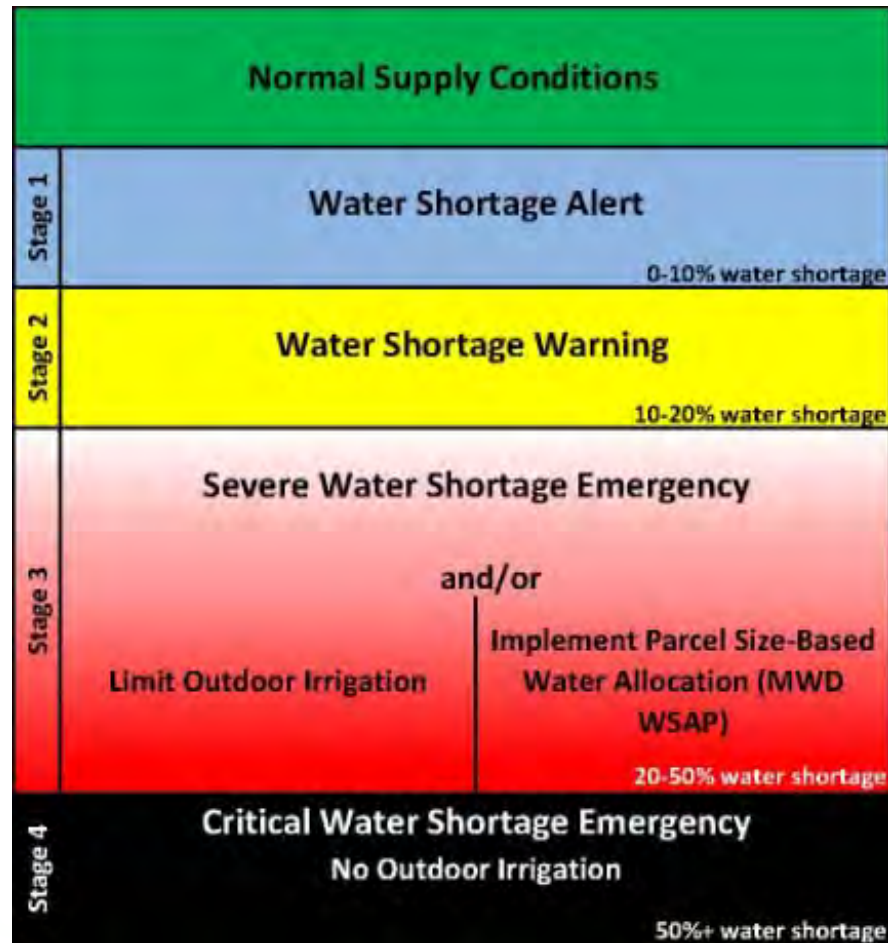 Normal Supply Conditions
Stage 1
Water Shortage Alert
0-10% water shortage
Stage 2
Water Shortage Warning
10-20% water shortage
Stage 3
Severe Water Shortage Emergency
and/or
Limit Outdoor Irrigation
Implement Parcel Size-Based
Water Allocation (MWD
WSAP)
20-50% water shortage
Stage 4
Critical Water Shortage Emergency
No Outdoor Irrigation
50%+ water shortage